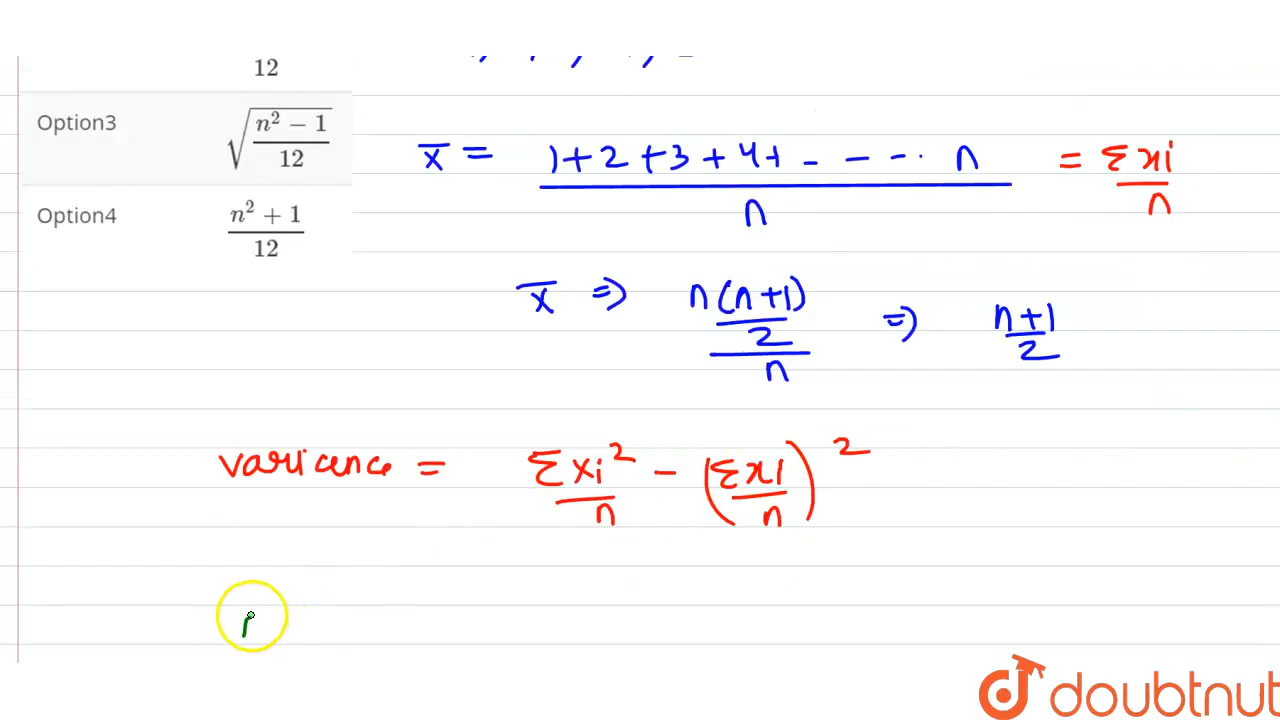 12
Option3 √((n² − 1)/12)
x̄ = (1+2+3+4+ - - - . n)/n = Σxi/n
Option4 (n² + 1)/12
x̄ ⇒ (n(n+1)/2)/n ⇒ (n+1)/2
varience = Σxi²/n − (Σxi/n)²
doubtnut